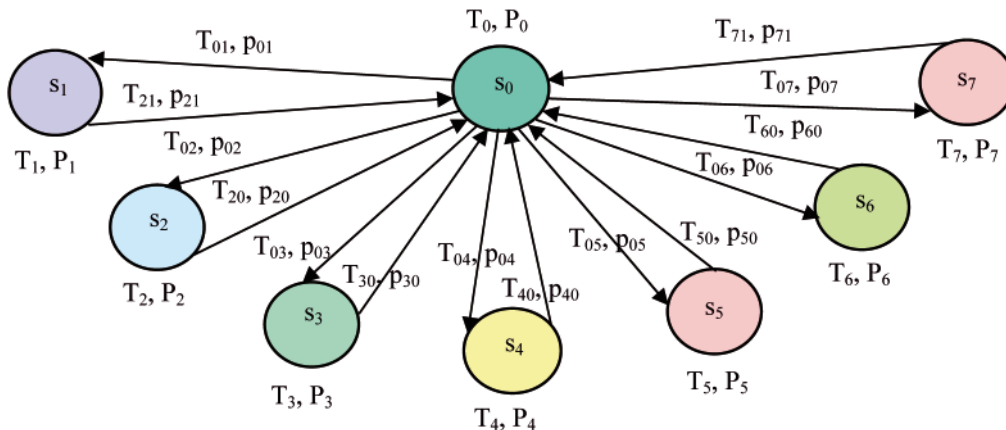 T₀, P₀
T₀₁, p₀₁
T₇₁, p₇₁
s₁
s₀
s₇
T₂₁, p₂₁
T₀₇, p₀₇
T₀₂, p₀₂
T₆₀, p₆₀
T₁, P₁
T₇, P₇
T₀₆, p₀₆
T₂₀, p₂₀
s₂
s₆
T₀₃, p₀₃
T₀₄, p₀₄
T₀₅, p₀₅
T₅₀, p₅₀
T₃₀, p₃₀
T₂, P₂
T₆, P₆
T₄₀, p₄₀
s₃
s₄
s₅
T₃, P₃
T₅, P₅
T₄, P₄